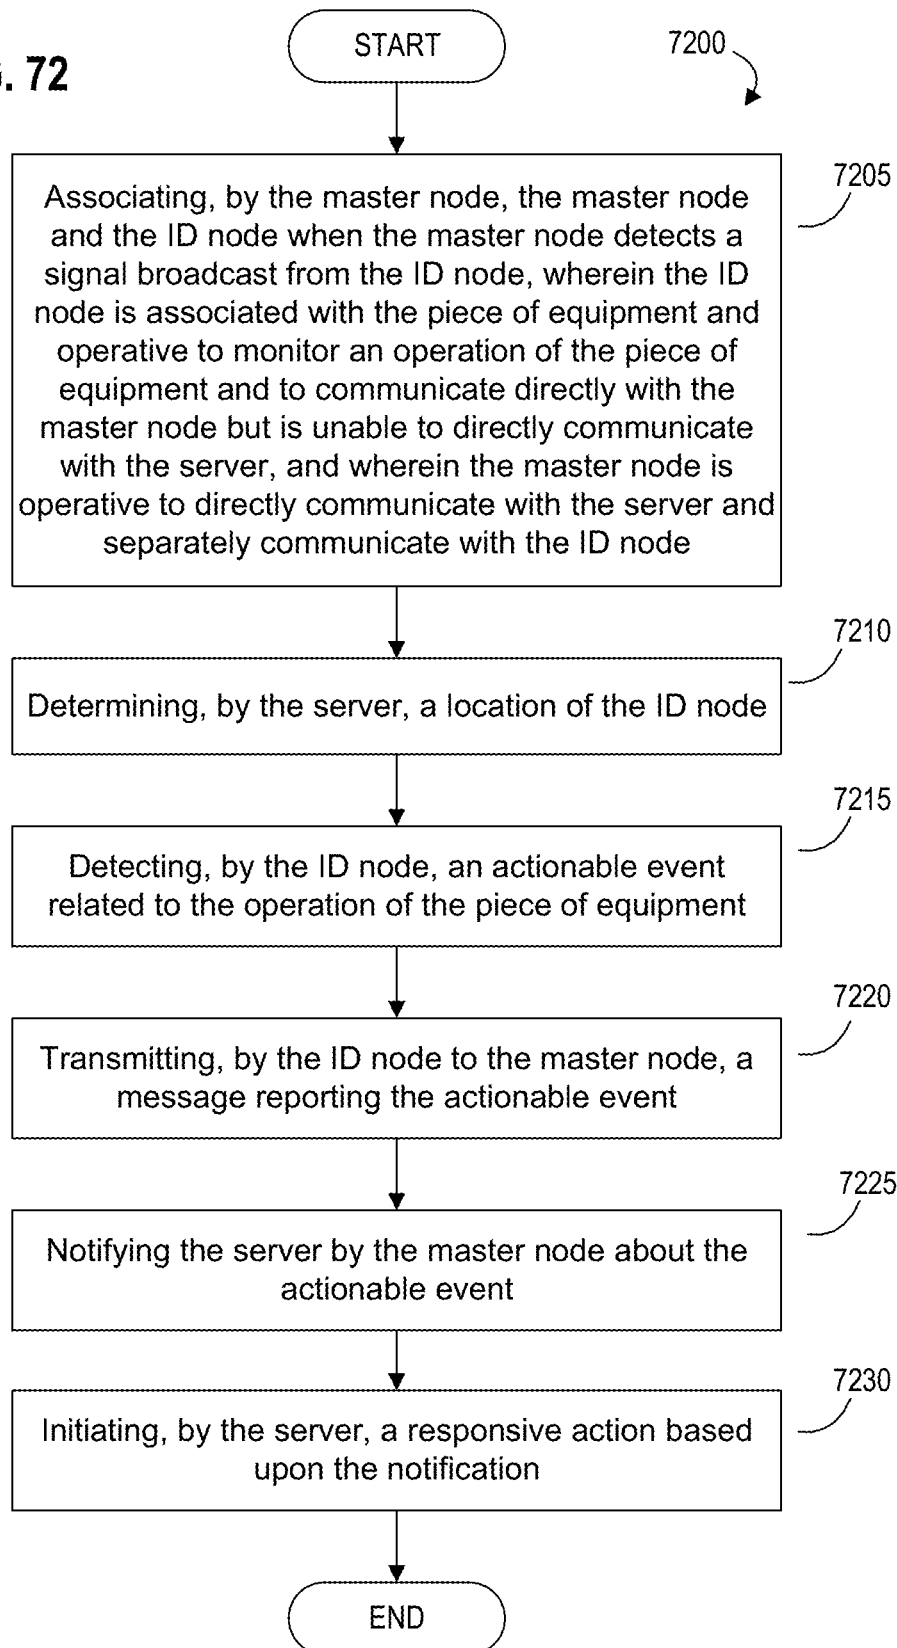 START
7200
. 72
7205
Associating, by the master node, the master node
and the ID node when the master node detects a
signal broadcast from the ID node, wherein the ID
node is associated with the piece of equipment and
operative to monitor an operation of the piece of
equipment and to communicate directly with the
master node but is unable to directly communicate
with the server, and wherein the master node is
operative to directly communicate with the server and
separately communicate with the ID node
7210
Determining, by the server, a location of the ID node
7215
Detecting, by the ID node, an actionable event
related to the operation of the piece of equipment
7220
Transmitting, by the ID node to the master node, a
message reporting the actionable event
7225
Notifying the server by the master node about the
actionable event
7230
Initiating, by the server, a responsive action based
upon the notification
END